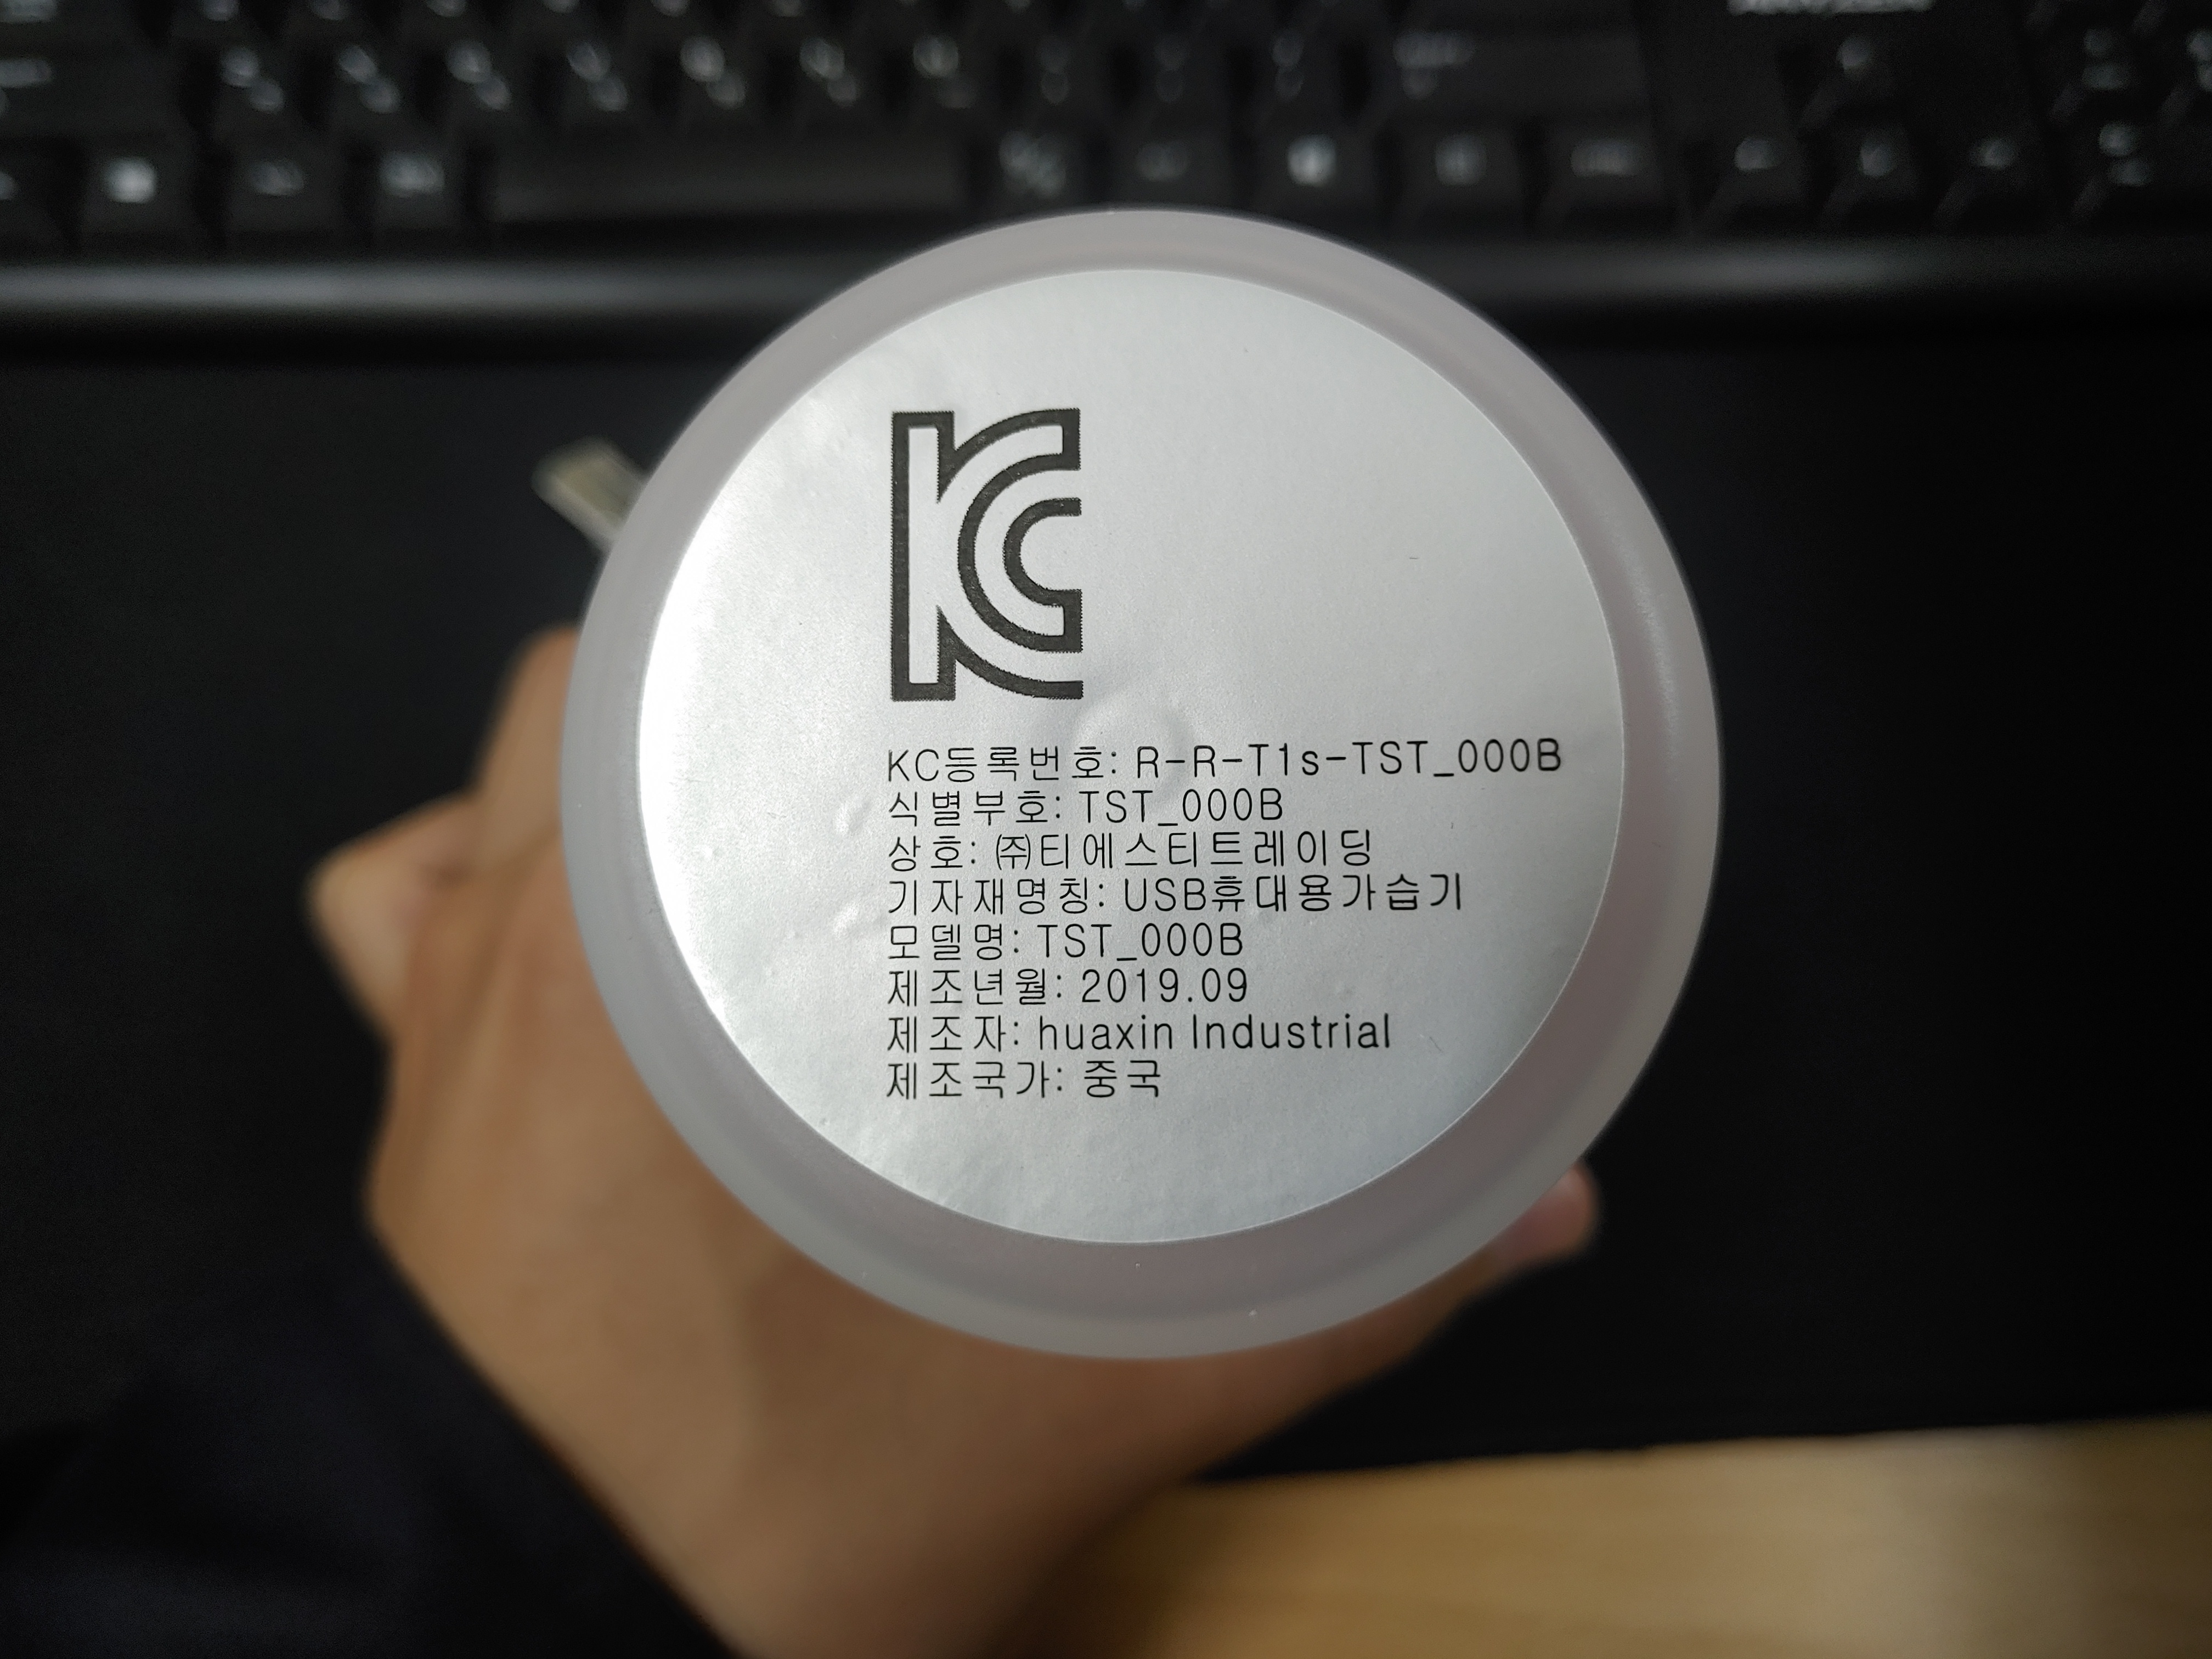 KC
KC등록번호: R-R-T1s-TST_000B
식별부호: TST_000B
상호: ㈜티에스티트레이딩
기자재명칭: USB휴대용가습기
모델명: TST_000B
제조년월: 2019.09
제조자: huaxin Industrial
제조국가: 중국